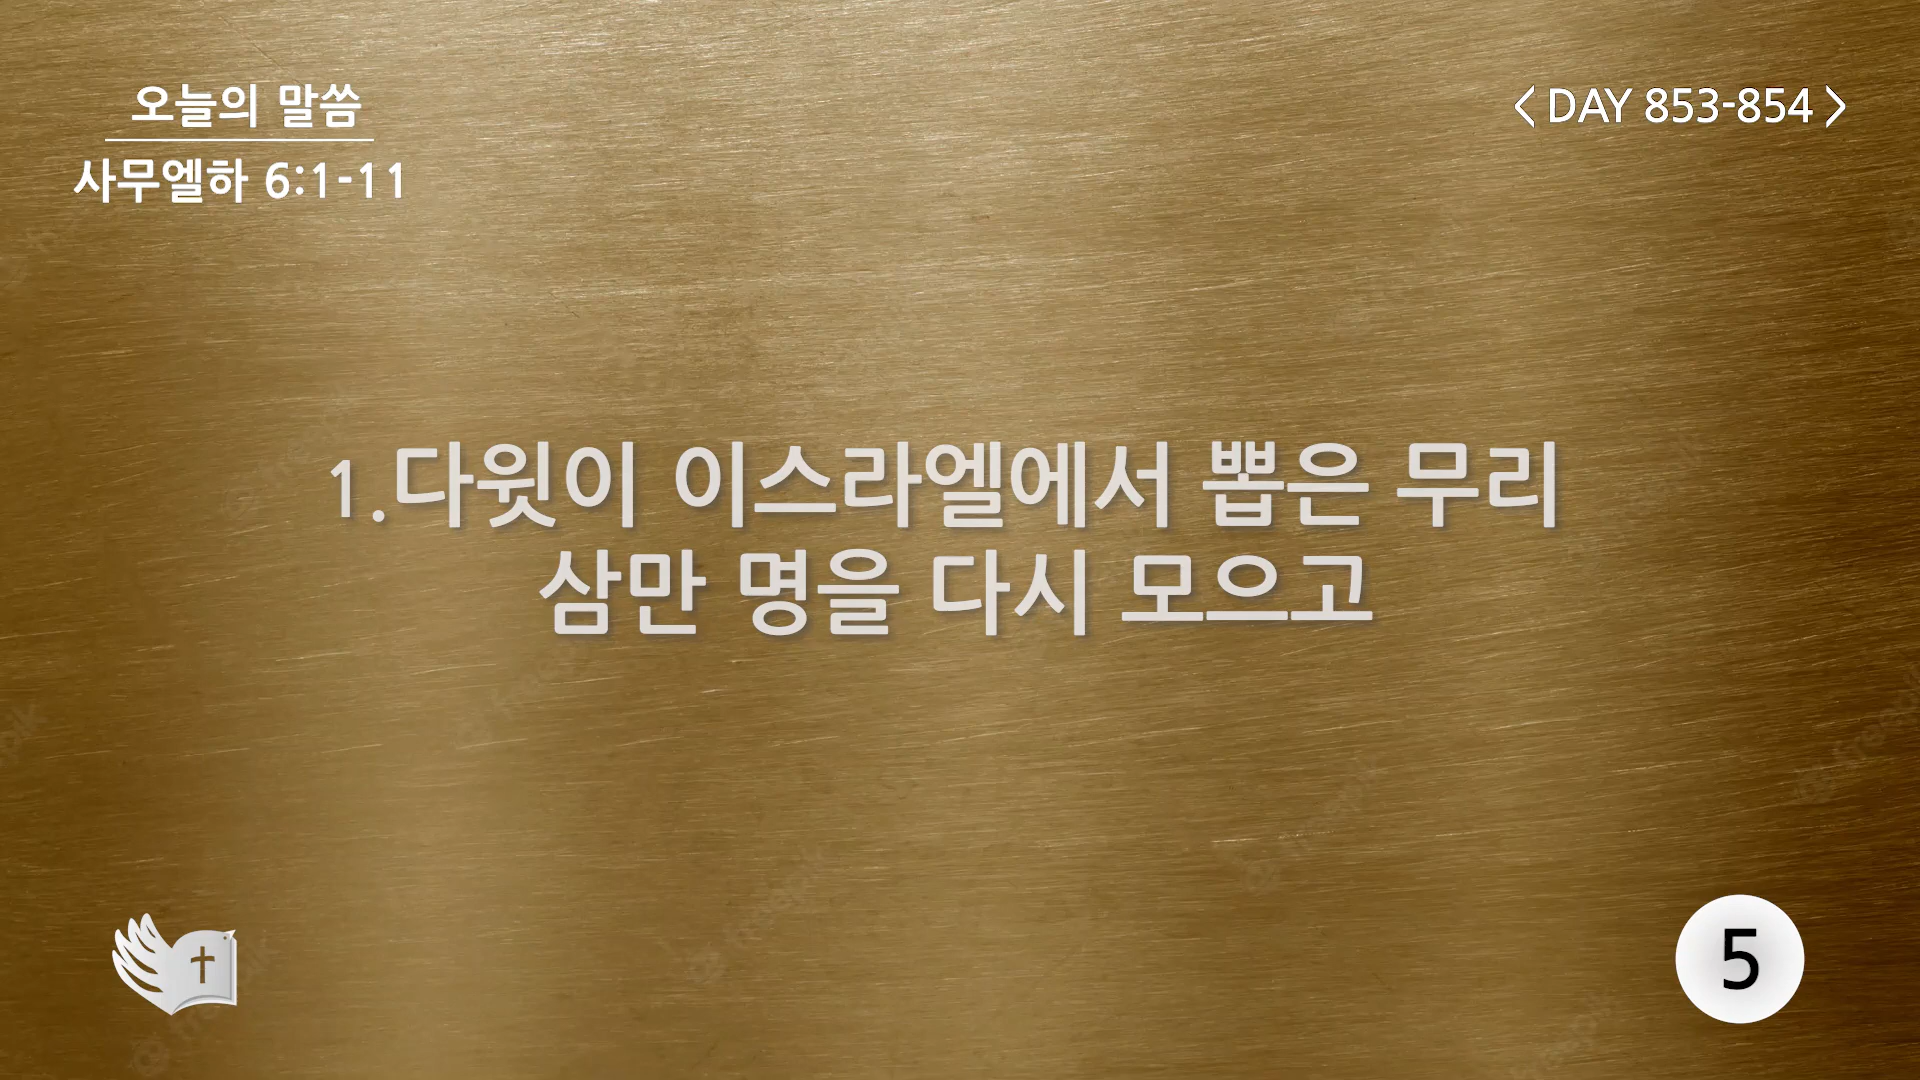 오늘의 말씀
사무엘하 6:1-11
<DAY 853-854>
1.다윗이 이스라엘에서 뽑은 무리
삼만 명을 다시 모으고
5
freepik